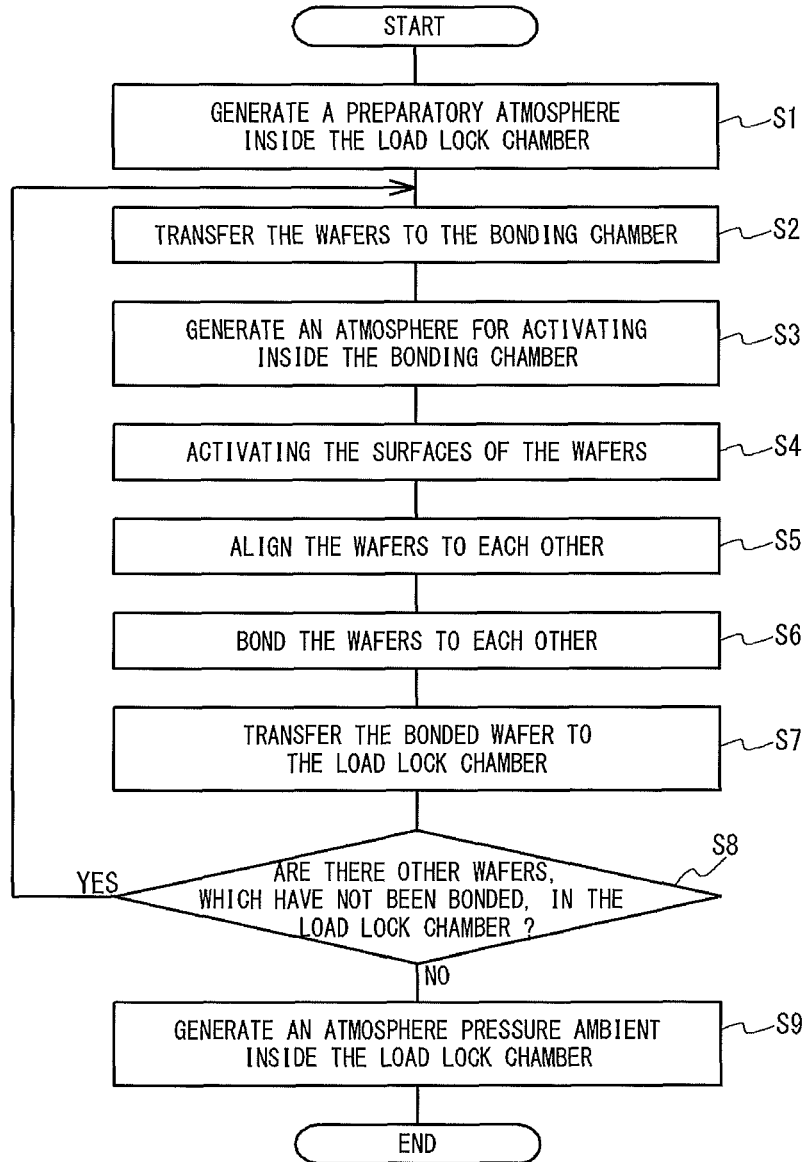 START
GENERATE A PREPARATORY ATMOSPHERE
INSIDE THE LOAD LOCK CHAMBER
S1
TRANSFER THE WAFERS TO THE BONDING CHAMBER
S2
GENERATE AN ATMOSPHERE FOR ACTIVATING
INSIDE THE BONDING CHAMBER
S3
ACTIVATING THE SURFACES OF THE WAFERS
S4
ALIGN THE WAFERS TO EACH OTHER
S5
BOND THE WAFERS TO EACH OTHER
S6
TRANSFER THE BONDED WAFER TO
THE LOAD LOCK CHAMBER
S7
S8
YES
ARE THERE OTHER WAFERS,
WHICH HAVE NOT BEEN BONDED, IN THE
LOAD LOCK CHAMBER ?
NO
GENERATE AN ATMOSPHERE PRESSURE AMBIENT
INSIDE THE LOAD LOCK CHAMBER
S9
END